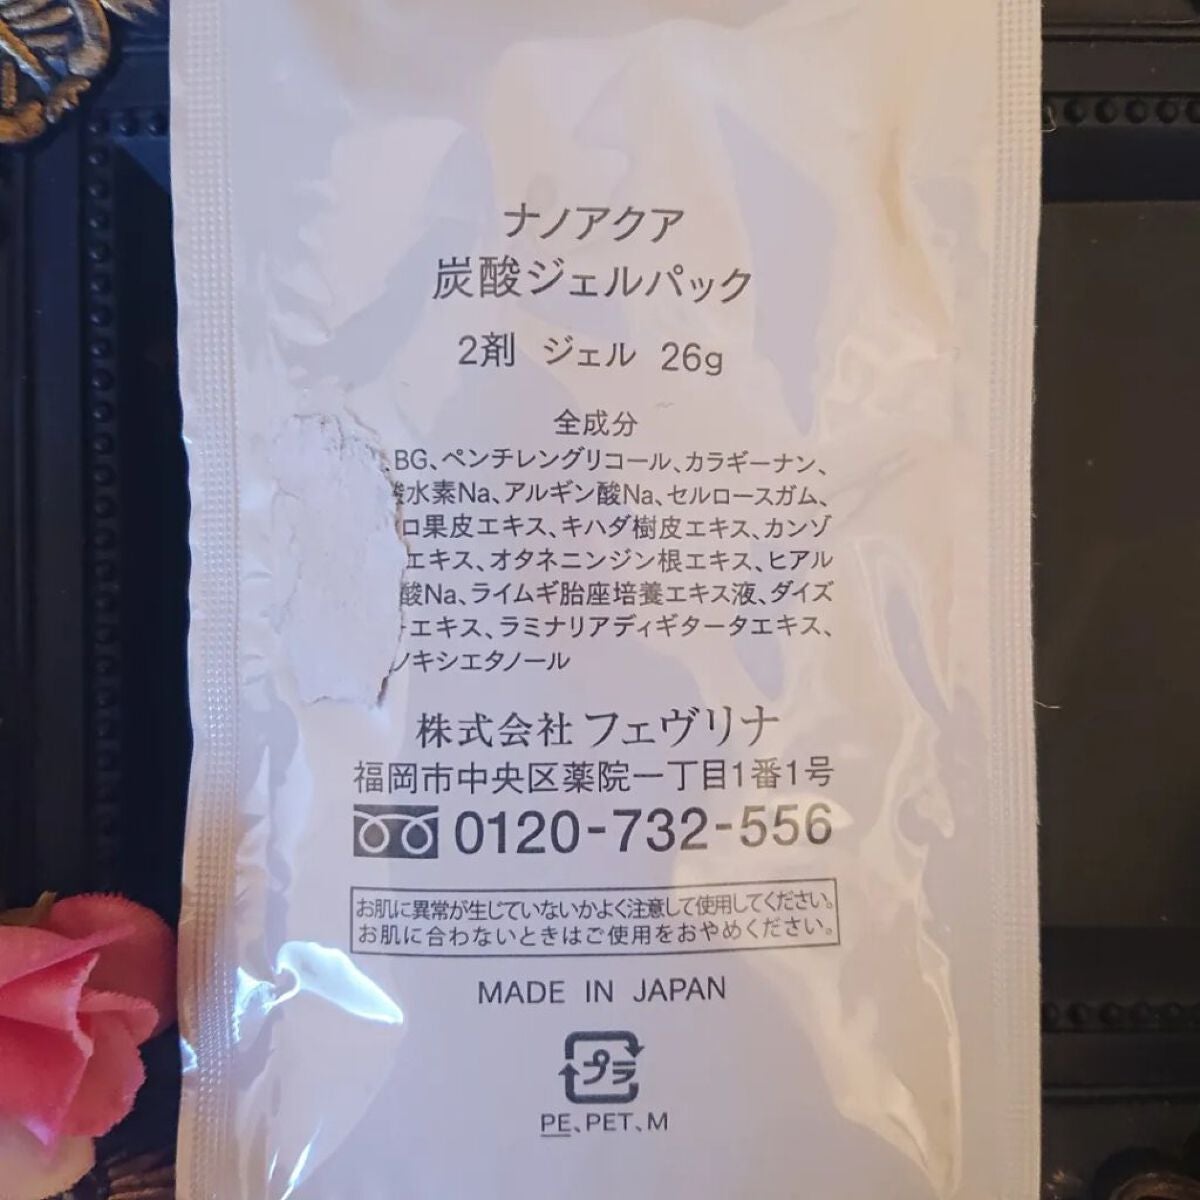 ナノアクア
炭酸ジェルパック
2剤 ジェル 26g
全成分
BG、ペンチレングリコール、カラギーナン、
酸水素Na、アルギン酸Na、セルロースガム、
ロ果皮エキス、キハダ樹皮エキス、カンゾ
エキス、オタネニンジン根エキス、ヒアル
酸Na、ライムギ胎座培養エキス液、ダイズ
エキス、ラミナリアディギタータエキス、
ノキシエタノール
株式会社 フェヴリナ
福岡市中央区薬院一丁目1番1号
0120-732-556
お肌に異常が生じていないかよく注意して使用してください。
お肌に合わないときはご使用をおやめください。
MADE IN JAPAN
プラ
PE、PET、M